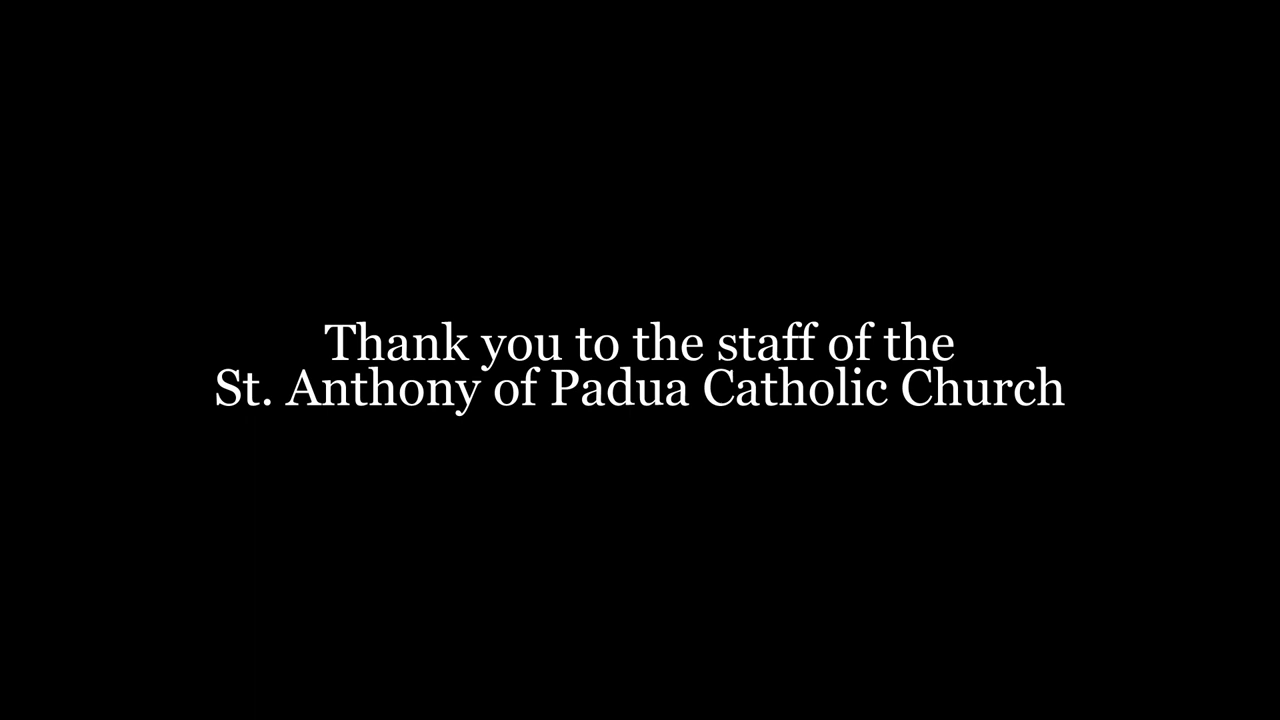 Thank you to the staff of the
St. Anthony of Padua Catholic Church